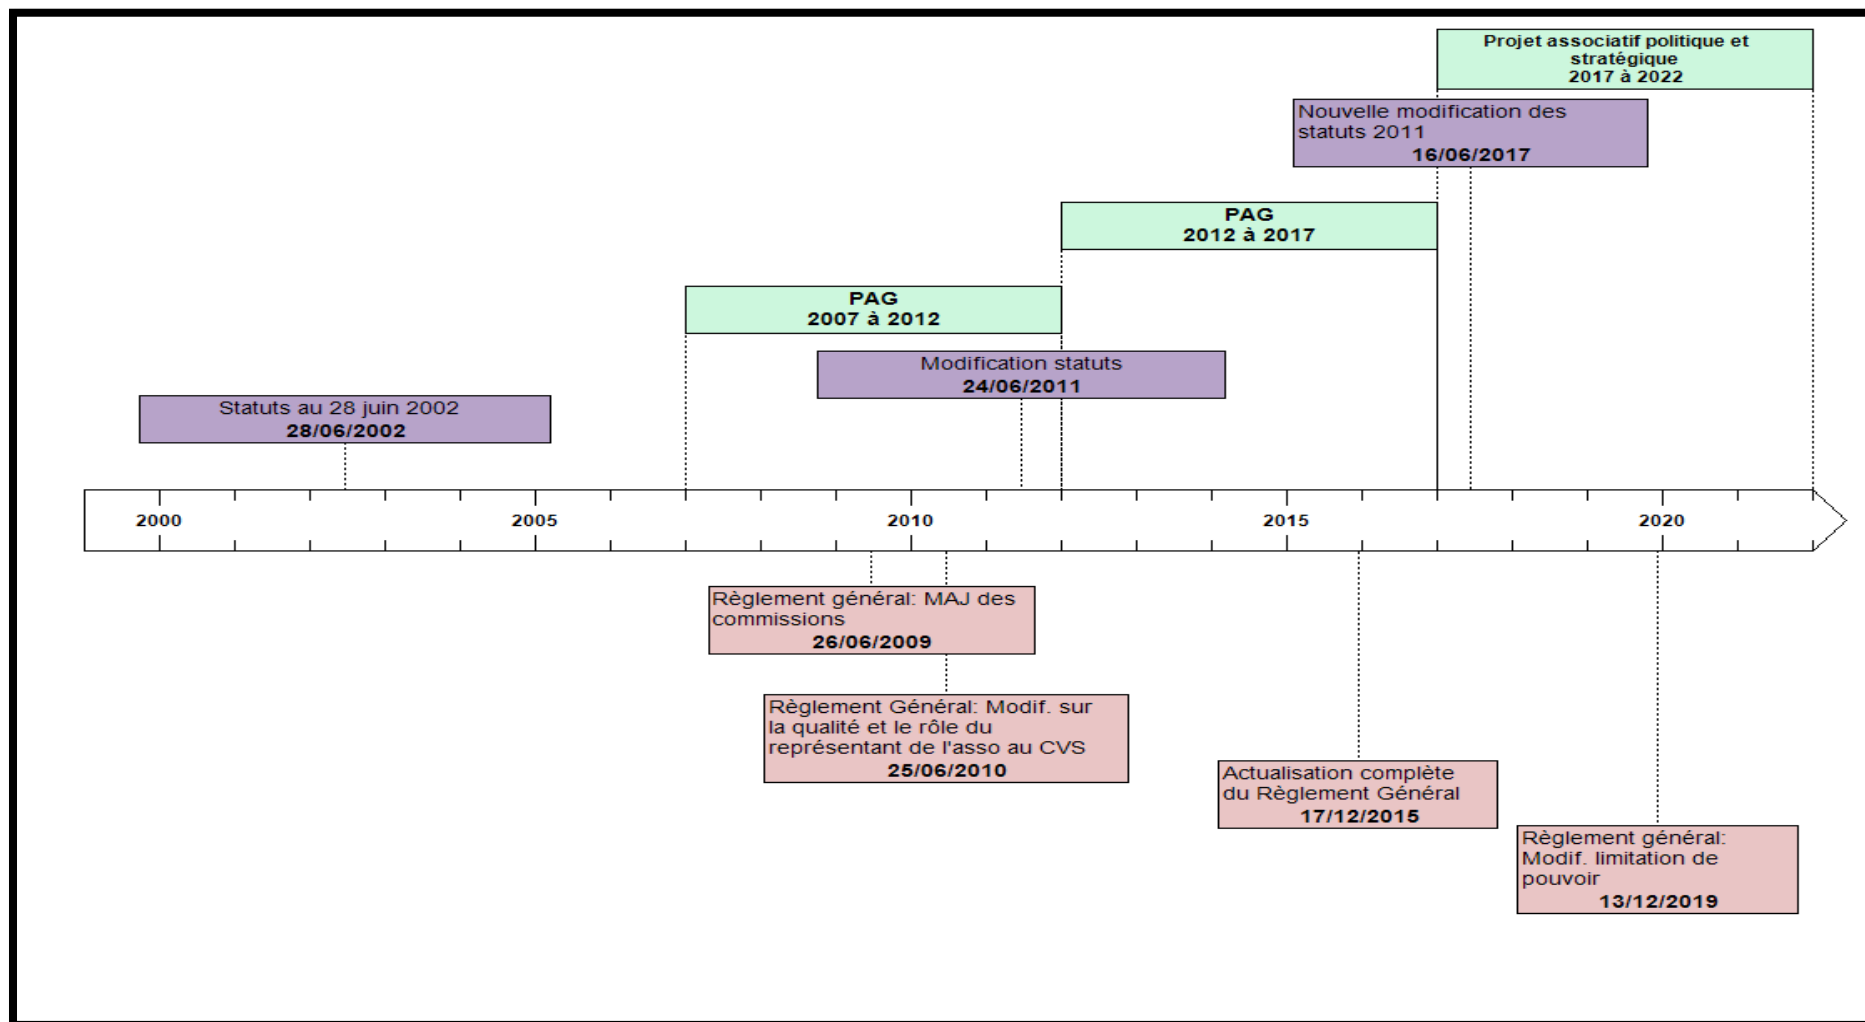 Projet associatif politique et
stratégique
2017 à 2022
Nouvelle modification des
statuts 2011
16/06/2017
PAG
2012 à 2017
PAG
2007 à 2012
Modification statuts
24/06/2011
Statuts au 28 juin 2002
28/06/2002
2000 2005 2010 2015 2020
Règlement général: MAJ des
commissions
26/06/2009
Règlement Général: Modif. sur
la qualité et le rôle du
représentant de l'asso au CVS
25/06/2010
Actualisation complète
du Règlement Général
17/12/2015
Règlement général:
Modif. limitation de
pouvoir
13/12/2019